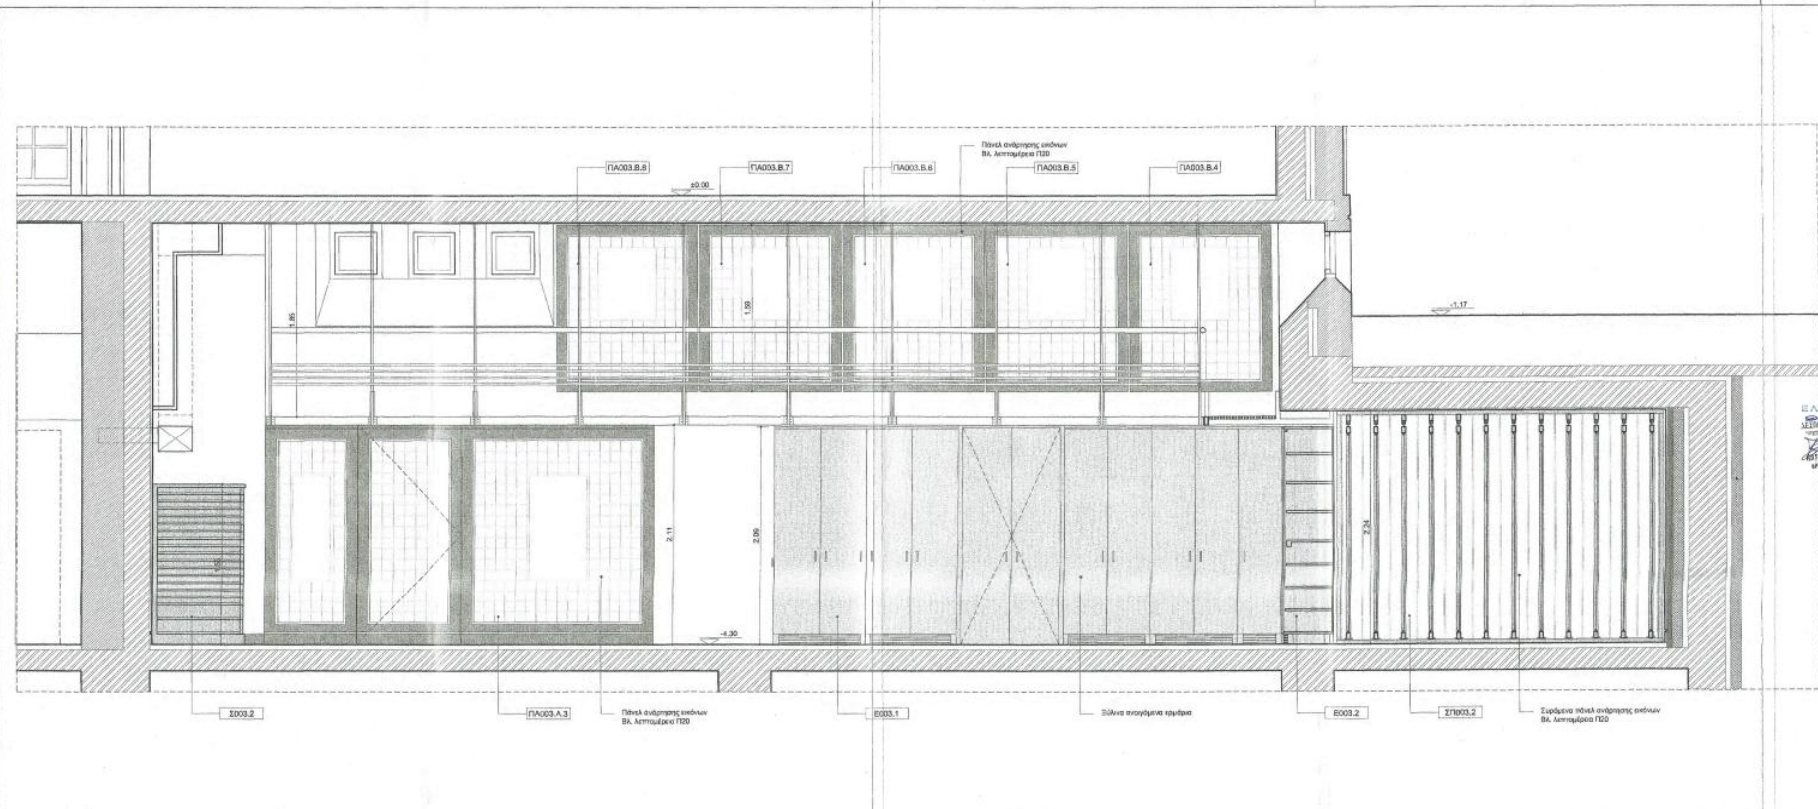 Πάνελ ανάρτησης εικόνων
Βλ. λεπτομέρεια Π20
ΠΑ003.Β.8
ΠΑ003.Β.7
ΠΑ003.Β.6
ΠΑ003.Β.5
ΠΑ003.Β.4
±0.00
-1.17
1.85
1.59
2.11
2.09
2.24
-4.30
Σ003.2
ΠΑ003.Α.3
Πάνελ ανάρτησης εικόνων
Βλ. λεπτομέρεια Π20
Ε003.1
Ξύλινα ανοιγόμενα ερμάρια
Ε003.2
ΣΠ003.2
Συρόμενα πάνελ ανάρτησης εικόνων
Βλ. λεπτομέρεια Π20